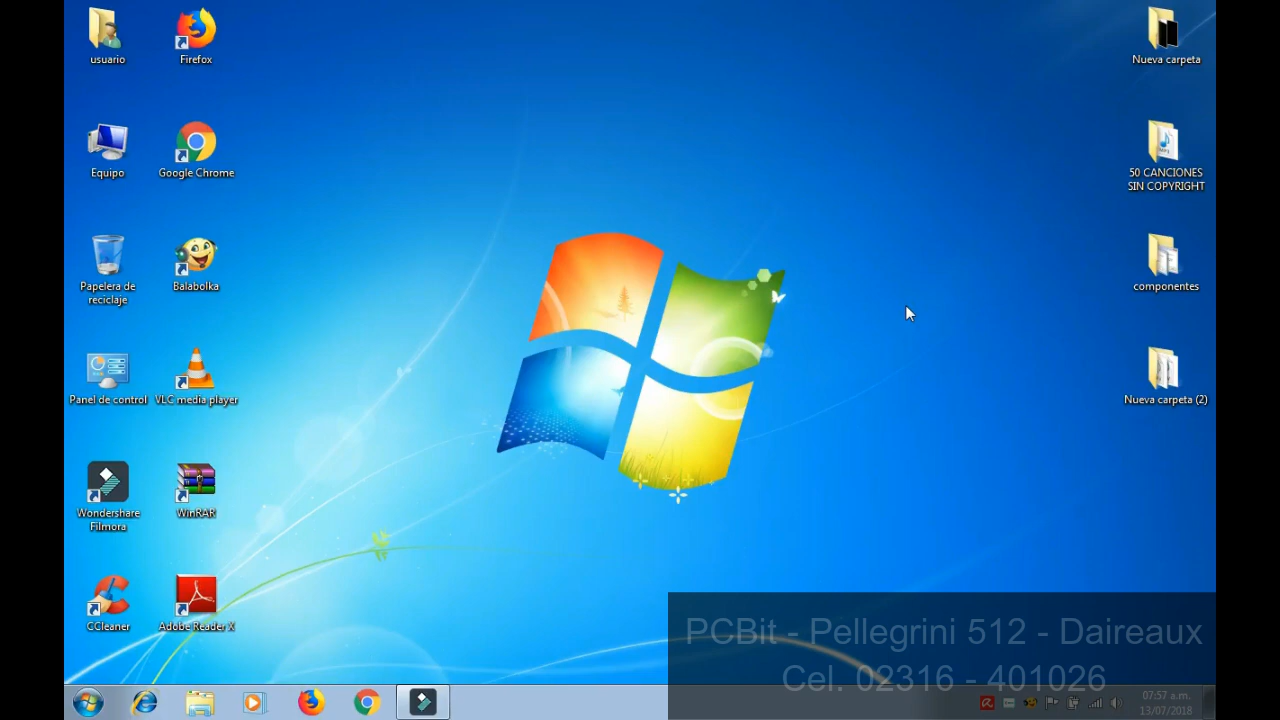 usuario
Firefox
Nueva carpeta
Equipo
Google Chrome
50 CANCIONES
SIN COPYRIGHT
Papelera de
reciclaje
Balabolka
componentes
Panel de control
VLC media player
Nueva carpeta (2)
Wondershare
Filmora
WinRAR
CCleaner
Adobe Reader X
PCBit - Pellegrini 512 - Daireaux
Cel. 02316 - 401026
07:57 a.m.
13/07/2018